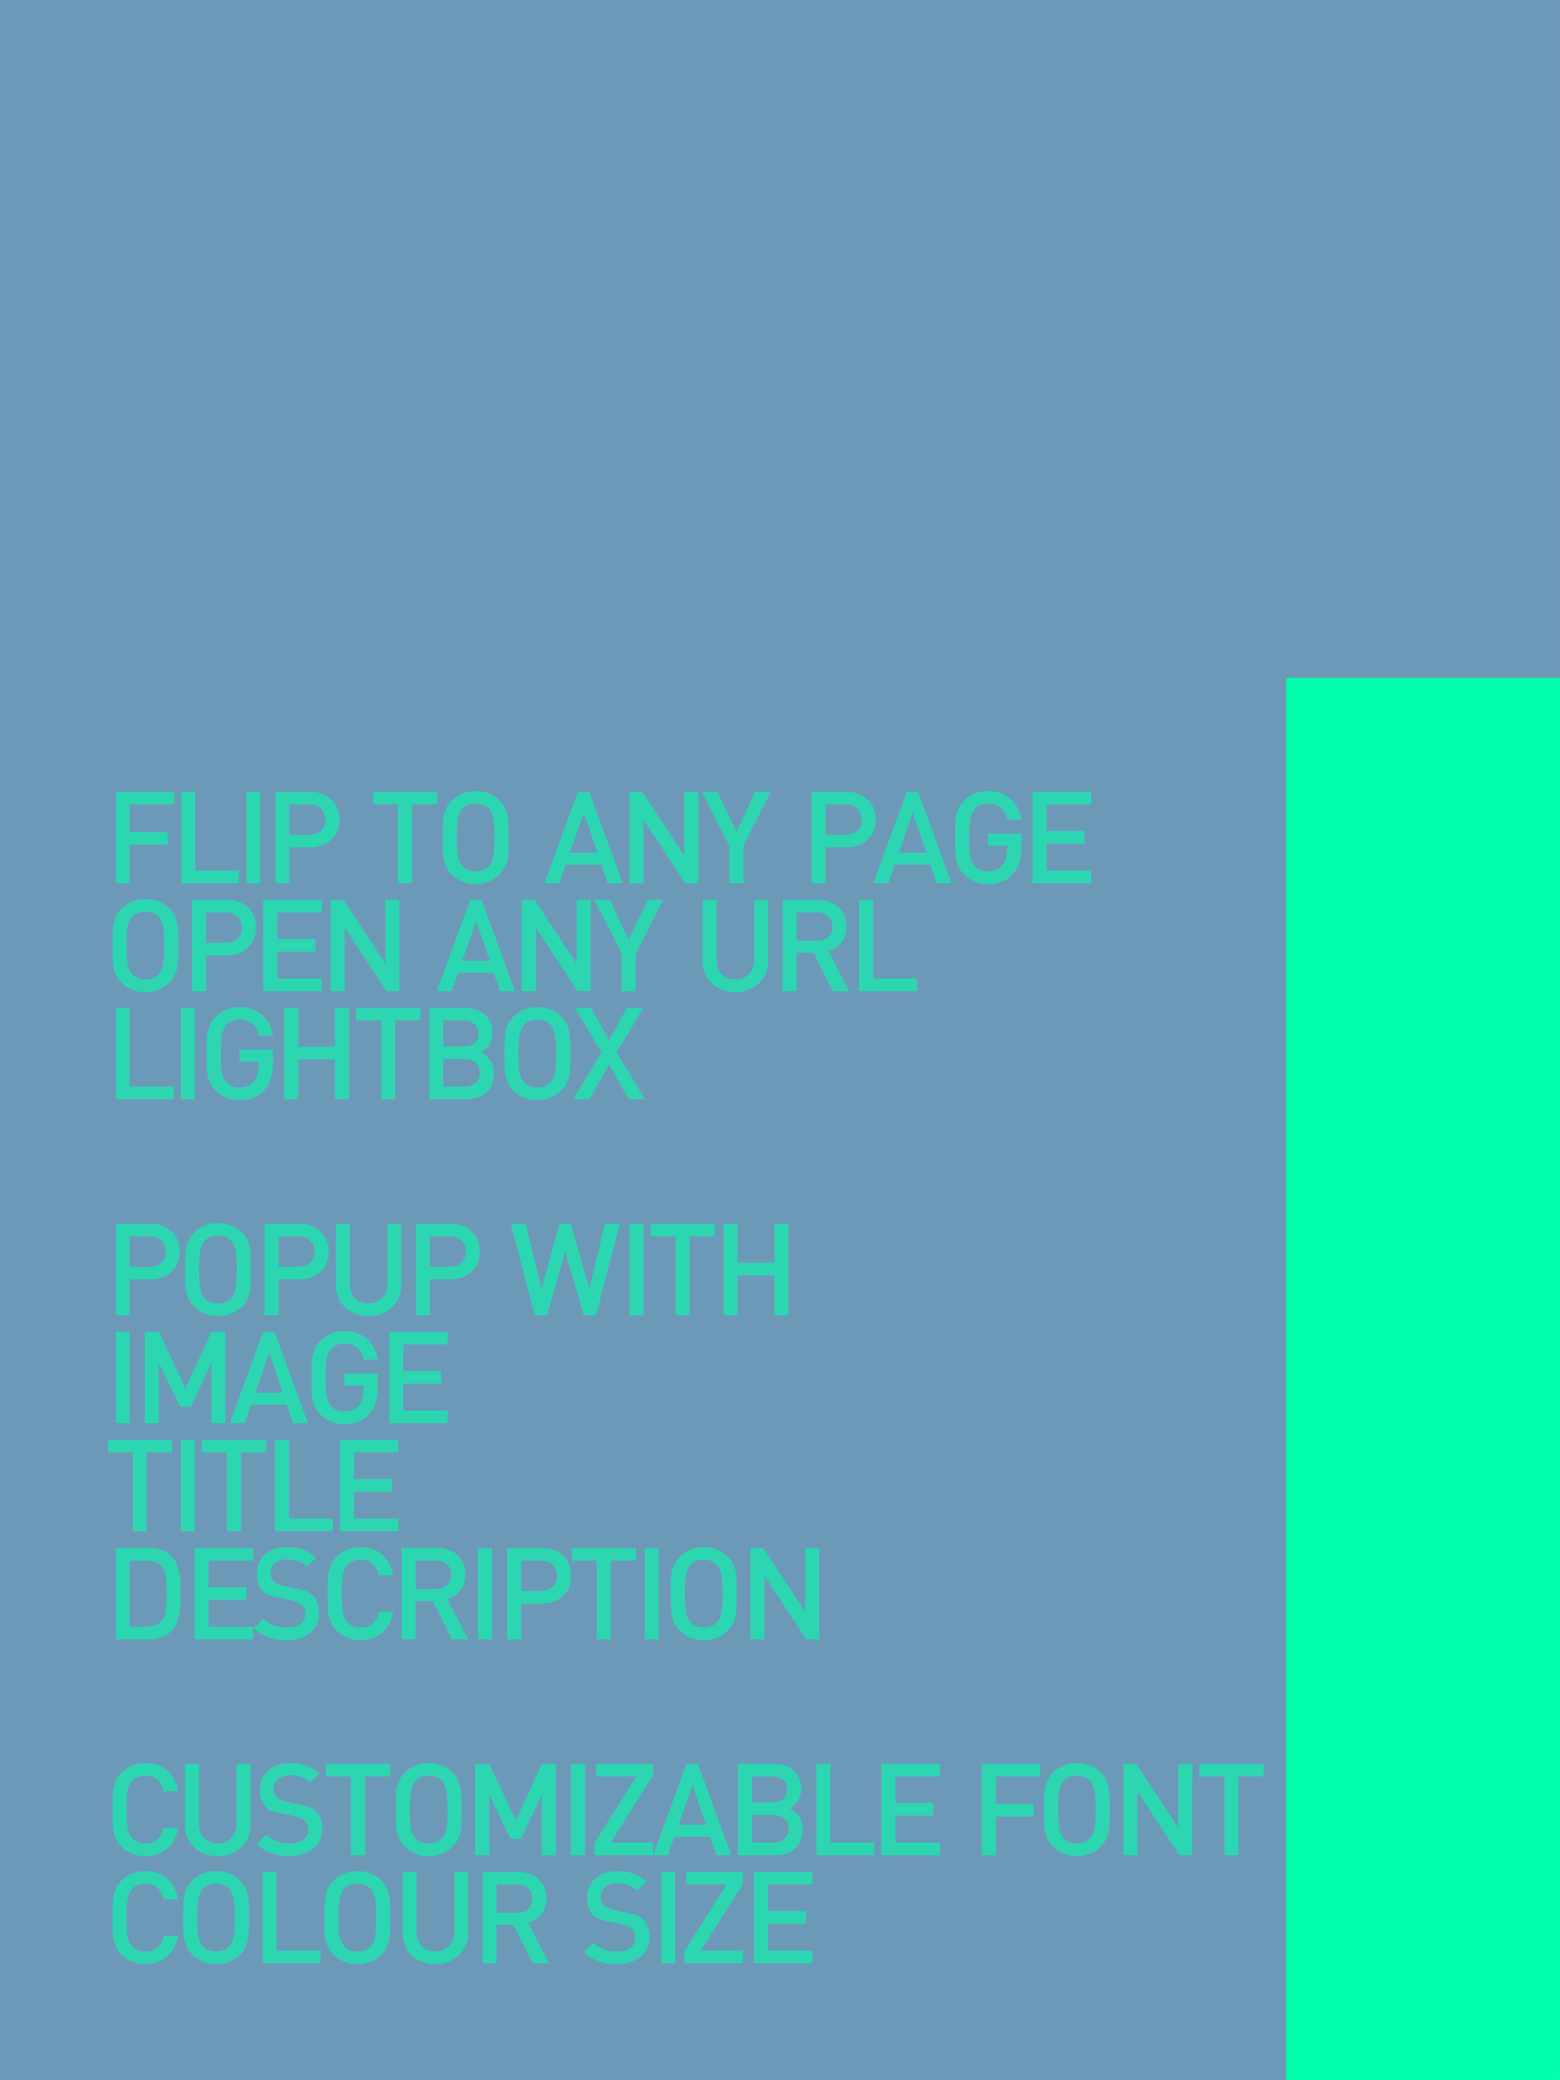 FLIP TO ANY PAGE
OPEN ANY URL
LIGHTBOX
POPUP WITH
IMAGE
TITLE
DESCRIPTION
CUSTOMIZABLE FONT
COLOUR SIZE